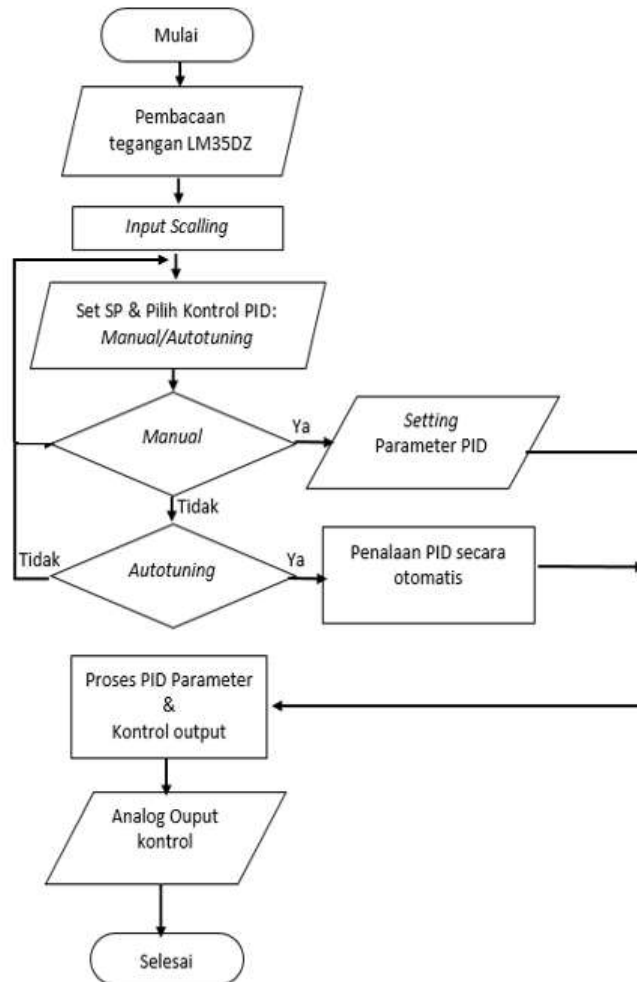 Mulai
Pembacaan
tegangan LM35DZ
Input Scalling
Set SP & Pilih Kontrol PID:
Manual/Autotuning
Manual
Ya
Setting
Parameter PID
Tidak
Tidak
Autotuning
Ya
Penalaan PID secara
otomatis
Proses PID Parameter
&
Kontrol output
Analog Ouput
kontrol
Selesai